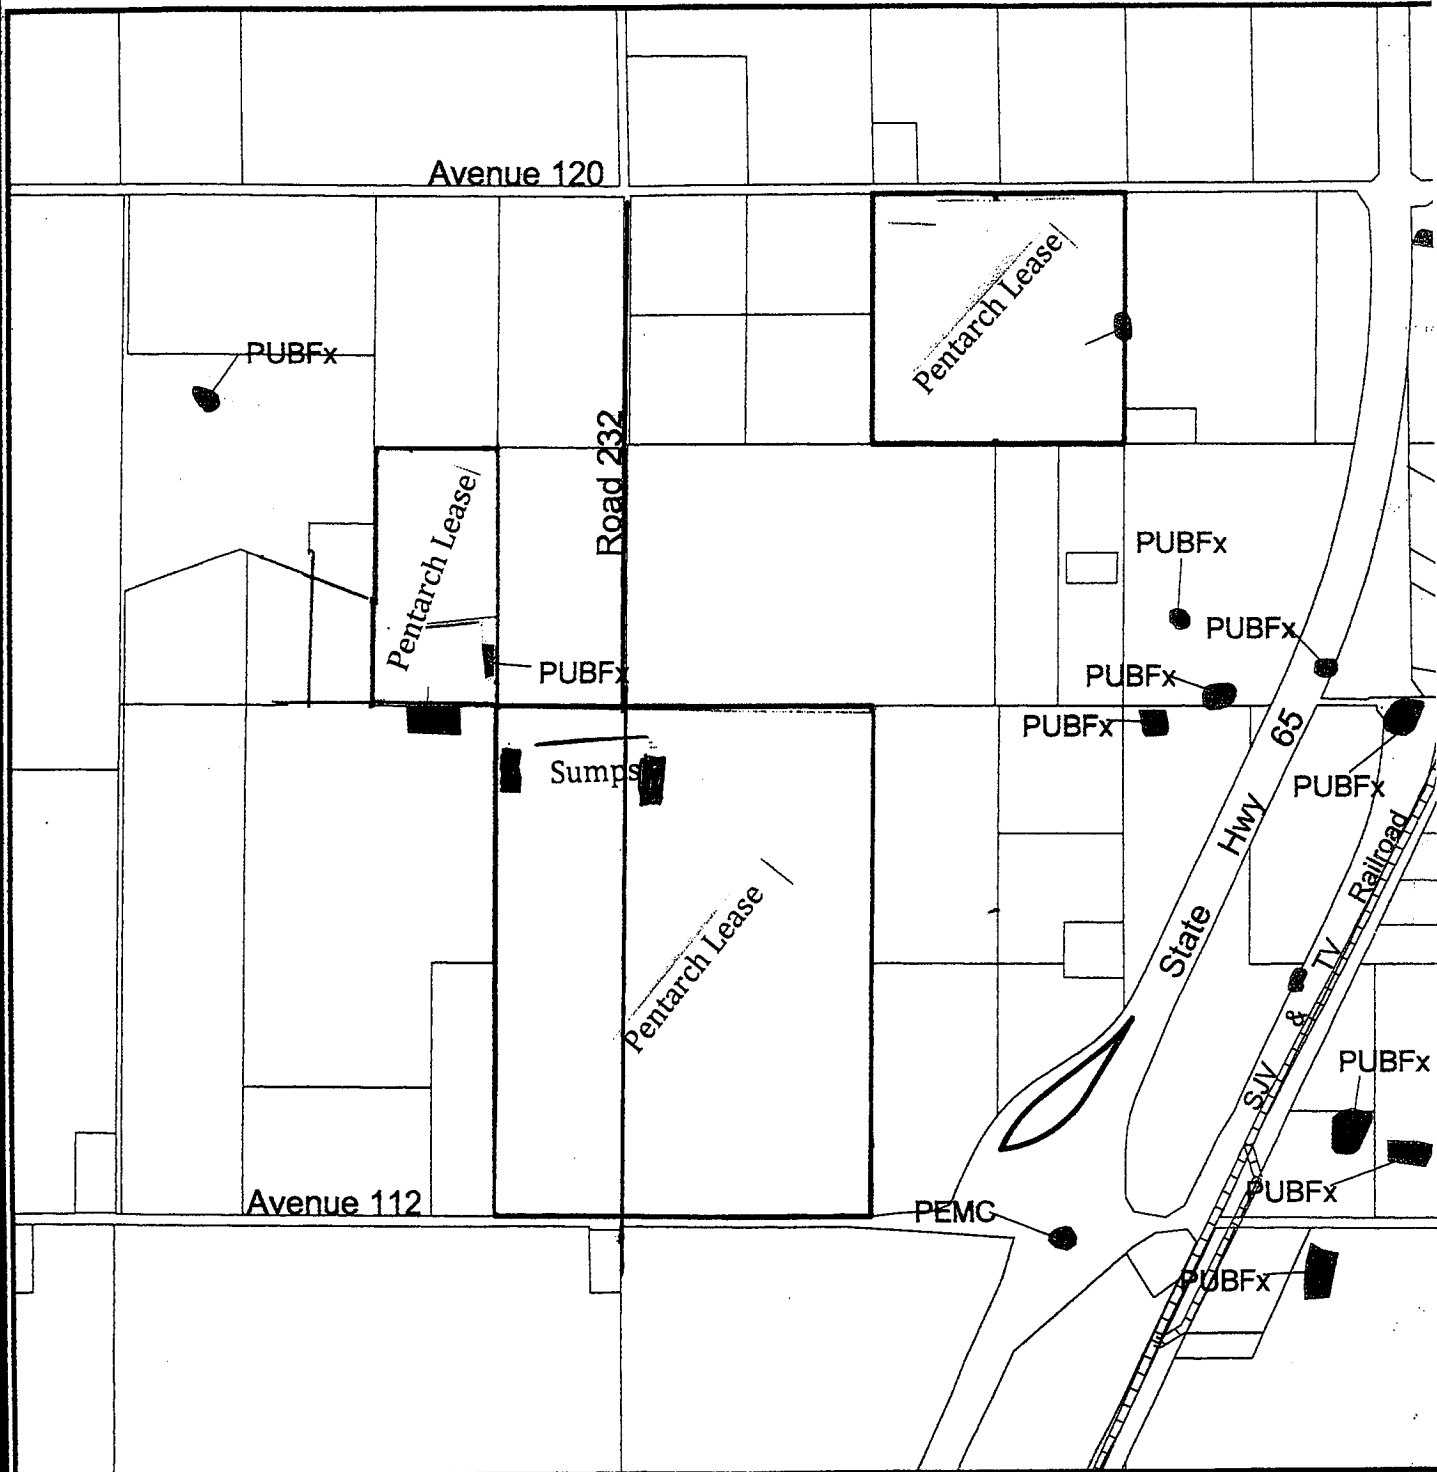 Avenue 120
Pentarch Lease
PUBFx
Road 232
Pentarch Lease
PUBFx
PUBFx
PUBFx
PUBFx
PUBFx
State Hwy 65
PUBFx
Sumps
SJV & TV Railroad
Pentarch Lease
PUBFx
PUBFx
Avenue 112
PEMC
PUBFx